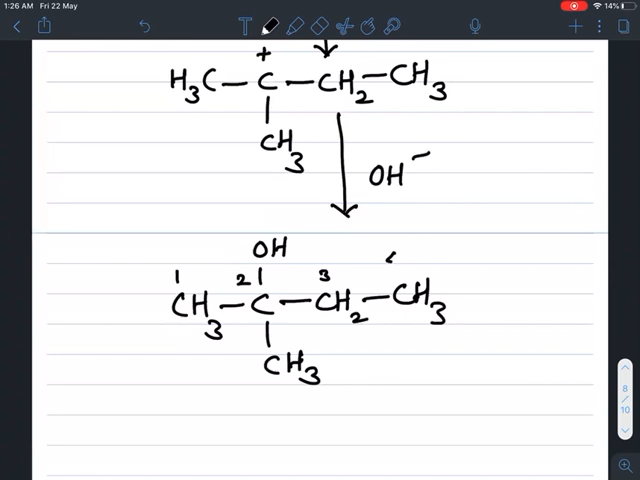 1:26 AM Fri 22 May 14%
+
H3C — C — CH2 — CH3
CH3
OH⁻
OH
1 2 3
CH3 — C — CH2 — CH3
CH3
8
/
10